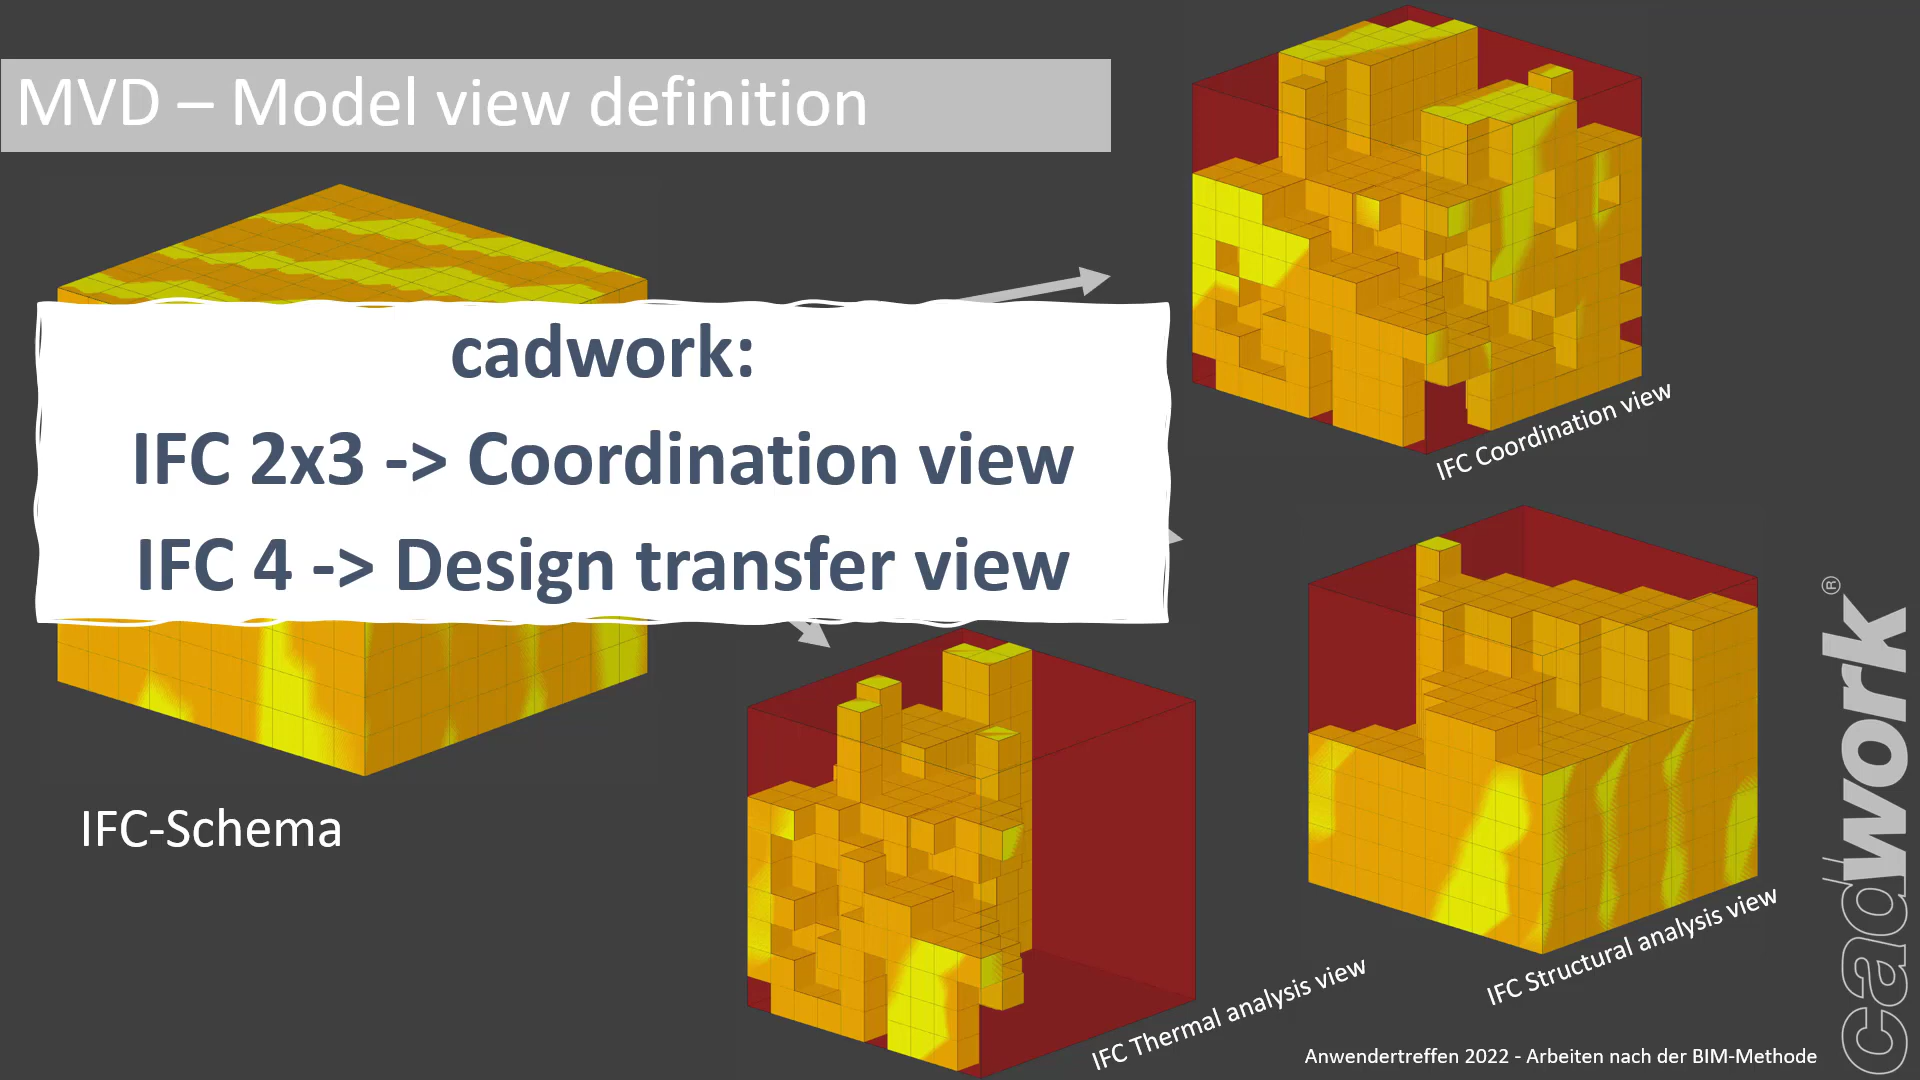 MVD – Model view definition
cadwork:
IFC 2x3 -> Coordination view
IFC 4 -> Design transfer view
IFC-Schema
IFC Coordination view
IFC Structural analysis view
IFC Thermal analysis view
Anwendertreffen 2022 - Arbeiten nach der BIM-Methode
cadwork®